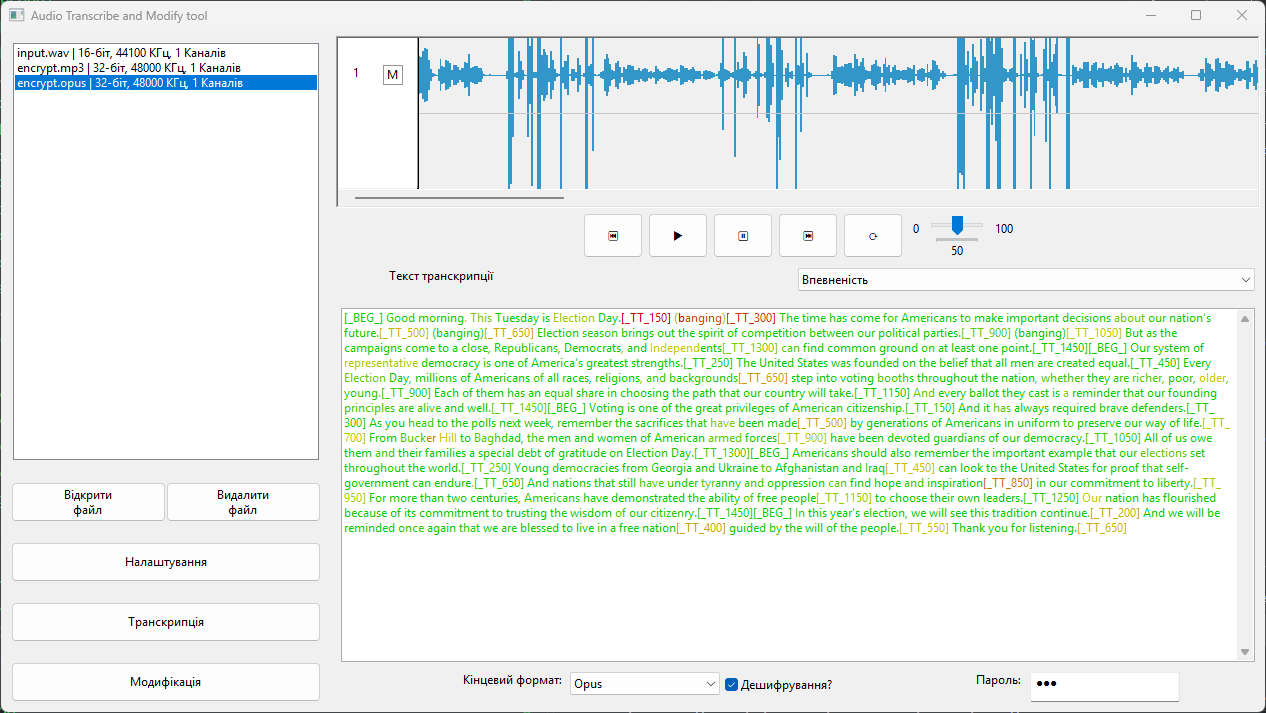 Audio Transcribe and Modify tool
input.wav | 16-біт, 44100 КГц, 1 Каналів
encrypt.mp3 | 32-біт, 48000 КГц, 1 Каналів
encrypt.opus | 32-біт, 48000 КГц, 1 Каналів
1
M
0
100
50
Текст транскрипції
Впевненість
[_BEG_] Good morning. This Tuesday is Election Day.[_TT_150] (banging)[_TT_300] The time has come for Americans to make important decisions about our nation's
future.[_TT_500] (banging)[_TT_650] Election season brings out the spirit of competition between our political parties.[_TT_900] (banging)[_TT_1050] But as the
campaigns come to a close, Republicans, Democrats, and Independents[_TT_1300] can find common ground on at least one point.[_TT_1450][_BEG_] Our system of
representative democracy is one of America's greatest strengths.[_TT_250] The United States was founded on the belief that all men are created equal.[_TT_450] Every
Election Day, millions of Americans of all races, religions, and backgrounds[_TT_650] step into voting booths throughout the nation, whether they are richer, poor, older,
young.[_TT_900] Each of them has an equal share in choosing the path that our country will take.[_TT_1150] And every ballot they cast is a reminder that our founding
principles are alive and well.[_TT_1450][_BEG_] Voting is one of the great privileges of American citizenship.[_TT_150] And it has always required brave defenders.[_TT_
300] As you head to the polls next week, remember the sacrifices that have been made[_TT_500] by generations of Americans in uniform to preserve our way of life.[_TT_
700] From Bucker Hill to Baghdad, the men and women of American armed forces[_TT_900] have been devoted guardians of our democracy.[_TT_1050] All of us owe
them and their families a special debt of gratitude on Election Day.[_TT_1300][_BEG_] Americans should also remember the important example that our elections set
throughout the world.[_TT_250] Young democracies from Georgia and Ukraine to Afghanistan and Iraq[_TT_450] can look to the United States for proof that self-
government can endure.[_TT_650] And nations that still have under tyranny and oppression can find hope and inspiration[_TT_850] in our commitment to liberty.[_TT_
950] For more than two centuries, Americans have demonstrated the ability of free people[_TT_1150] to choose their own leaders.[_TT_1250] Our nation has flourished
because of its commitment to trusting the wisdom of our citizenry.[_TT_1450][_BEG_] In this year's election, we will see this tradition continue.[_TT_200] And we will be
reminded once again that we are blessed to live in a free nation[_TT_400] guided by the will of the people.[_TT_550] Thank you for listening.[_TT_650]
Відкрити
файл
Видалити
файл
Налаштування
Транскрипція
Модифікація
Кінцевий формат:
Opus
Дешифрування?
Пароль:
●●●